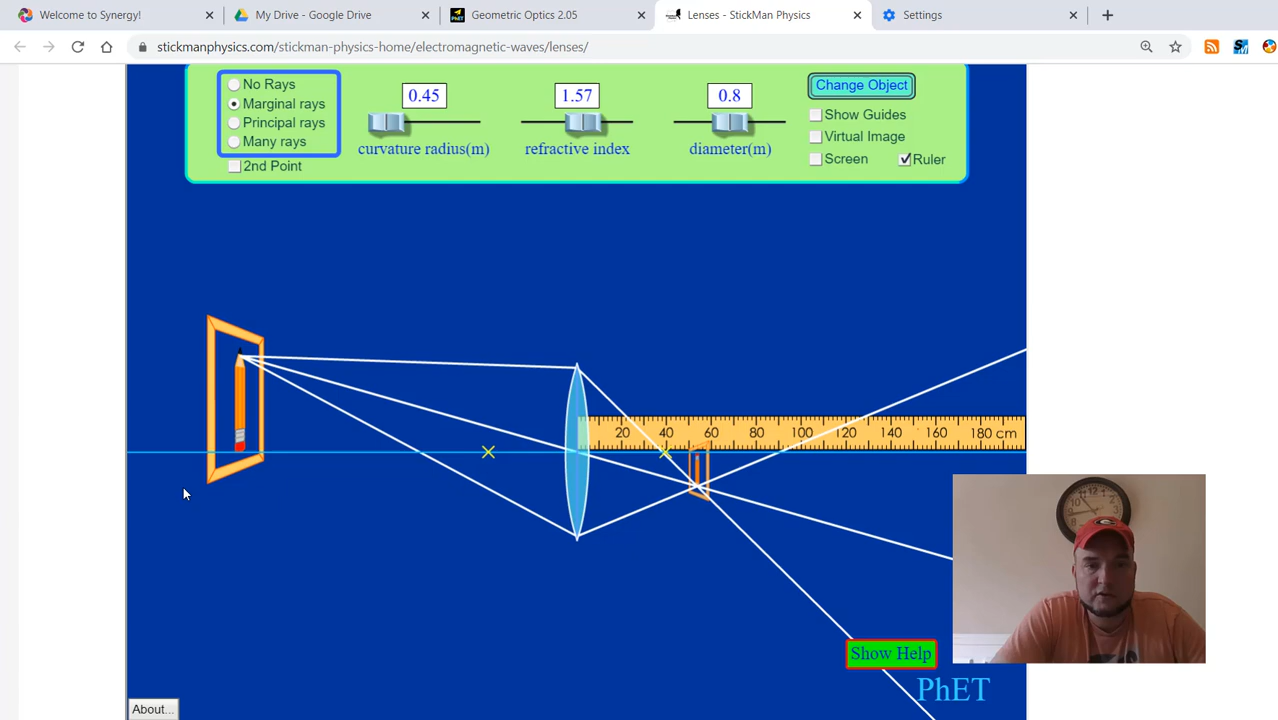 Welcome to Synergy!
My Drive - Google Drive
PhET
Geometric Optics 2.05
Lenses - StickMan Physics
Settings
stickmanphysics.com/stickman-physics-home/electromagnetic-waves/lenses/
No Rays
Marginal rays
Principal rays
Many rays
2nd Point
0.45
curvature radius(m)
1.57
refractive index
0.8
diameter(m)
Change Object
Show Guides
Virtual Image
Screen
Ruler
20 40 60 80 100 120 140 160 180 cm
Show Help
PhET
About...